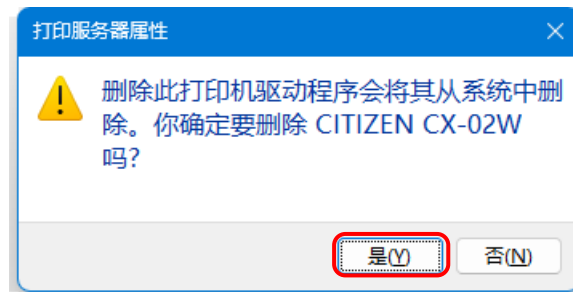 打印服务器属性
删除此打印机驱动程序会将其从系统中删
除。你确定要删除 CITIZEN CX-02W
吗?
是(Y) 否(N)